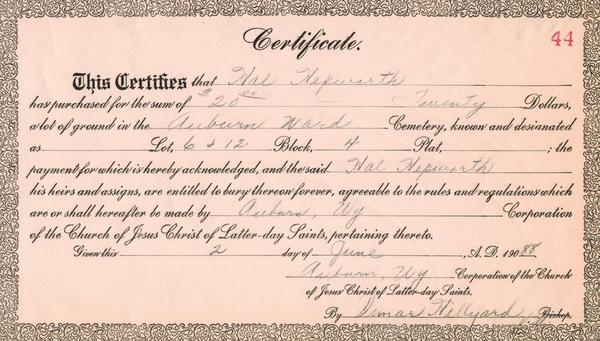 Certificate.
44
This Certifies that Hal Hepworth
has purchased for the sum of $20.00 — Twenty Dollars,
a lot of ground in the Auburn Ward Cemetery, known and designated
as Lot, 6 & 12 Block, 4 Plat, ; the
payment for which is hereby acknowledged, and the said Hal Hepworth
his heirs and assigns, are entitled to bury thereon forever, agreeable to the rules and regulations which
are or shall hereafter be made by Auburn, Wy Corporation
of the Church of Jesus Christ of Latter-day Saints, pertaining thereto.
Given this 2 day of June, A. D. 19088
Auburn, Wy Corporation of the Church
of Jesus Christ of Latter-day Saints.
By Demar Hillyard, Bishop.